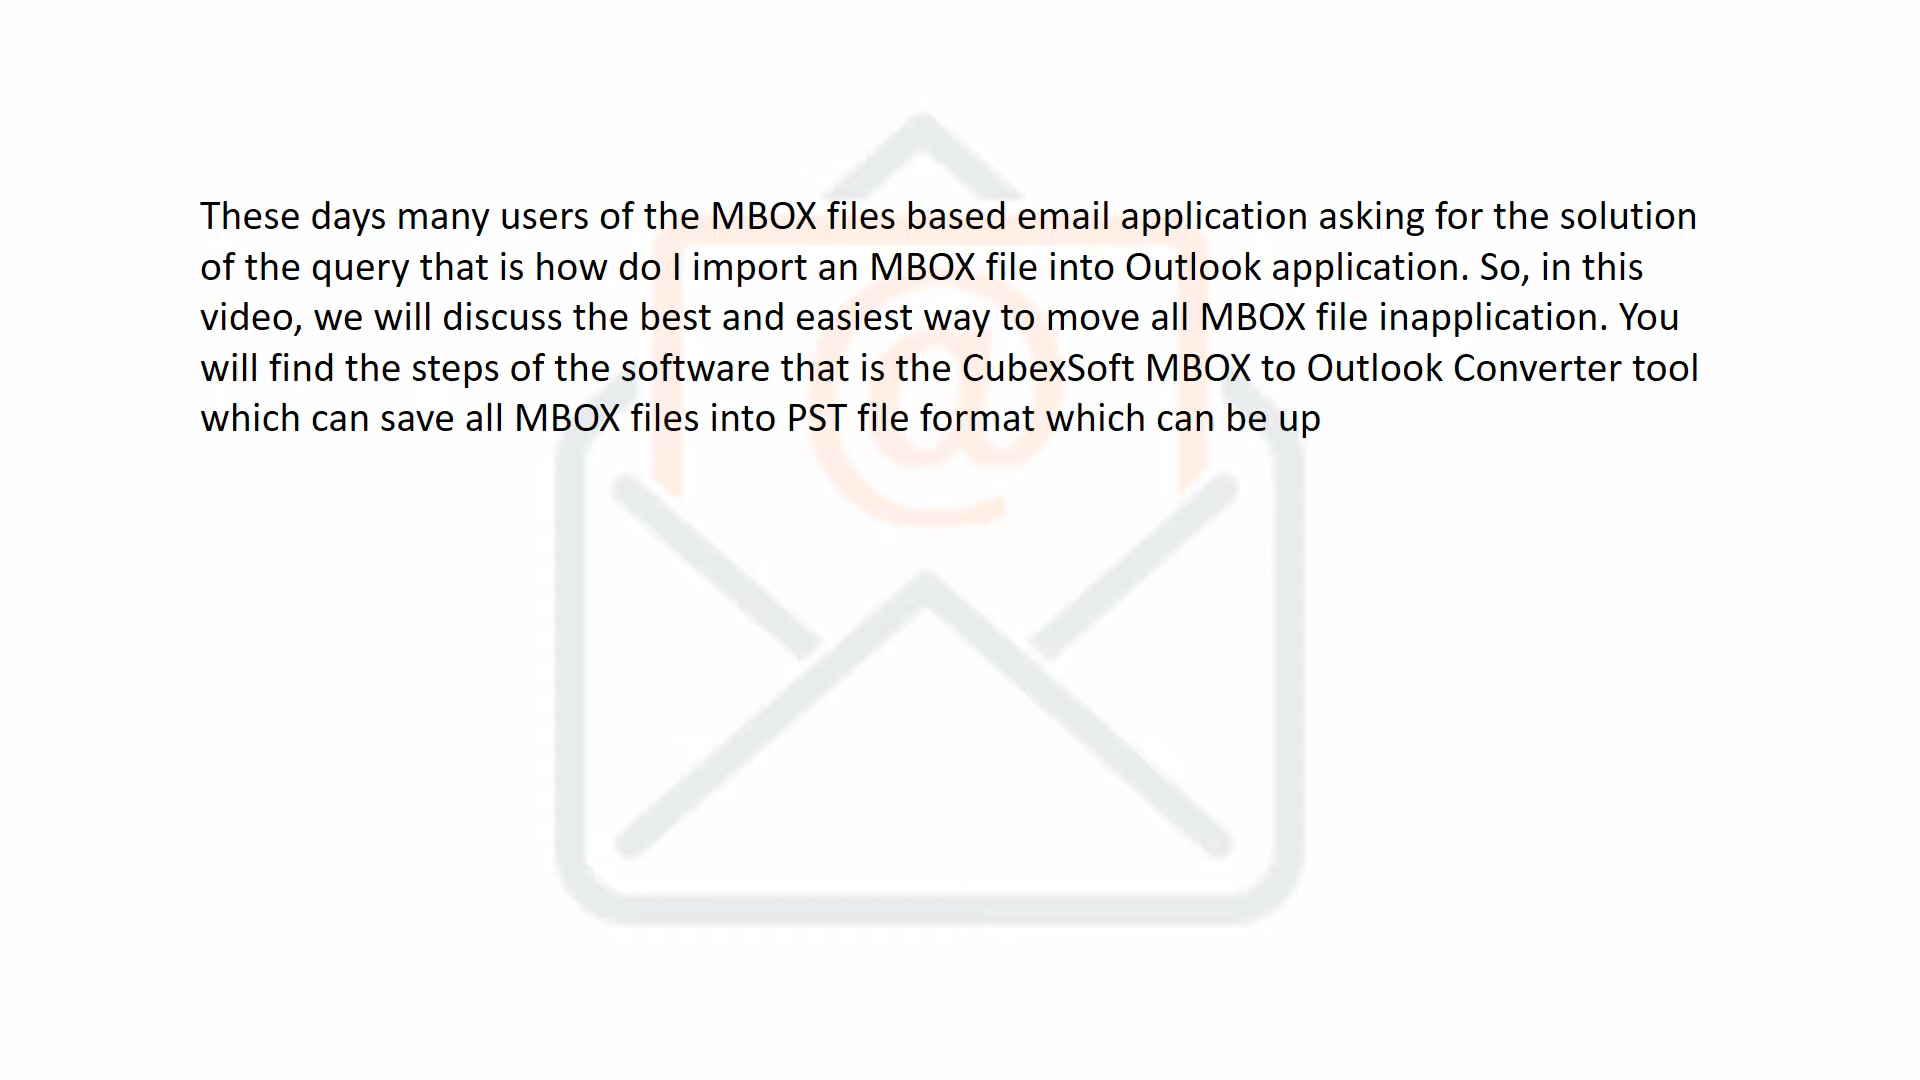 These days many users of the MBOX files based email application asking for the solution
of the query that is how do I import an MBOX file into Outlook application. So, in this
video, we will discuss the best and easiest way to move all MBOX file inapplication. You
will find the steps of the software that is the CubexSoft MBOX to Outlook Converter tool
which can save all MBOX files into PST file format which can be up